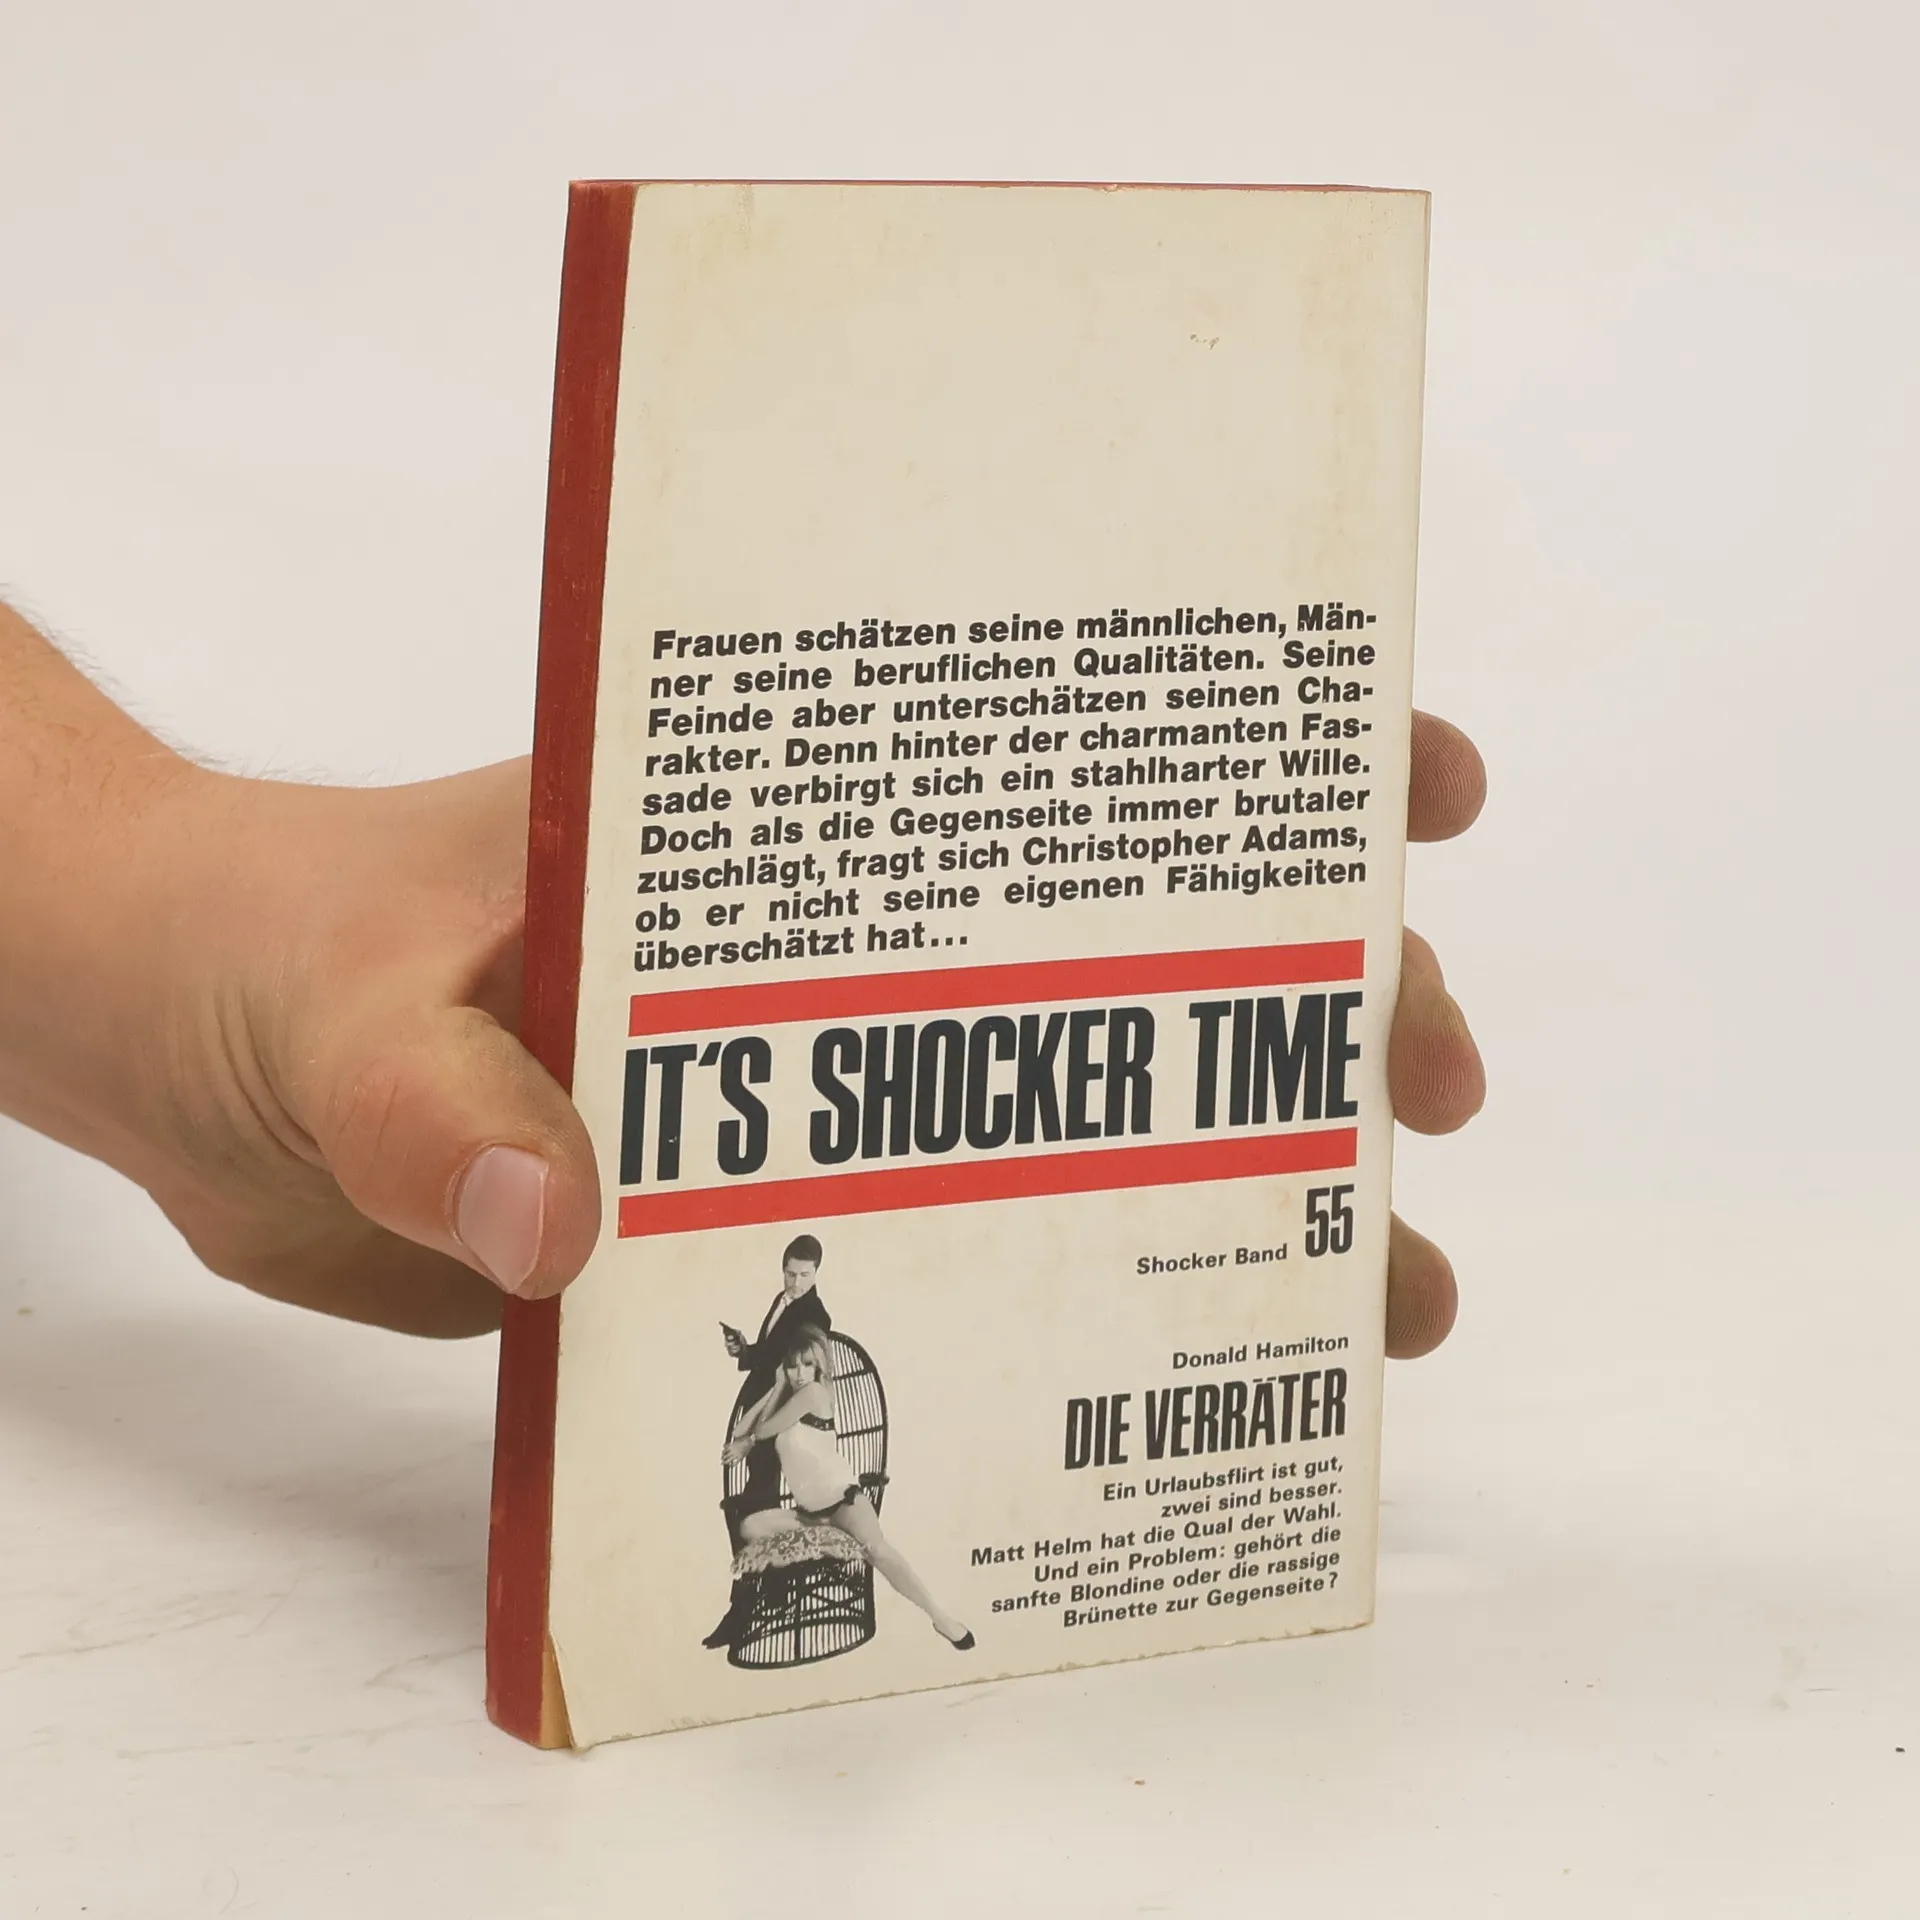 Frauen schätzen seine männlichen, Män-
ner seine beruflichen Qualitäten. Seine
Feinde aber unterschätzen seinen Cha-
rakter. Denn hinter der charmanten Fas-
sade verbirgt sich ein stahlharter Wille.
Doch als die Gegenseite immer brutaler
zuschlägt, fragt sich Christopher Adams,
ob er nicht seine eigenen Fähigkeiten
überschätzt hat...
IT'S SHOCKER TIME
Shocker Band 55
Donald Hamilton
DIE VERRÄTER
Ein Urlaubsflirt ist gut,
zwei sind besser.
Matt Helm hat die Qual der Wahl.
Und ein Problem: gehört die
sanfte Blondine oder die rassige
Brünette zur Gegenseite?